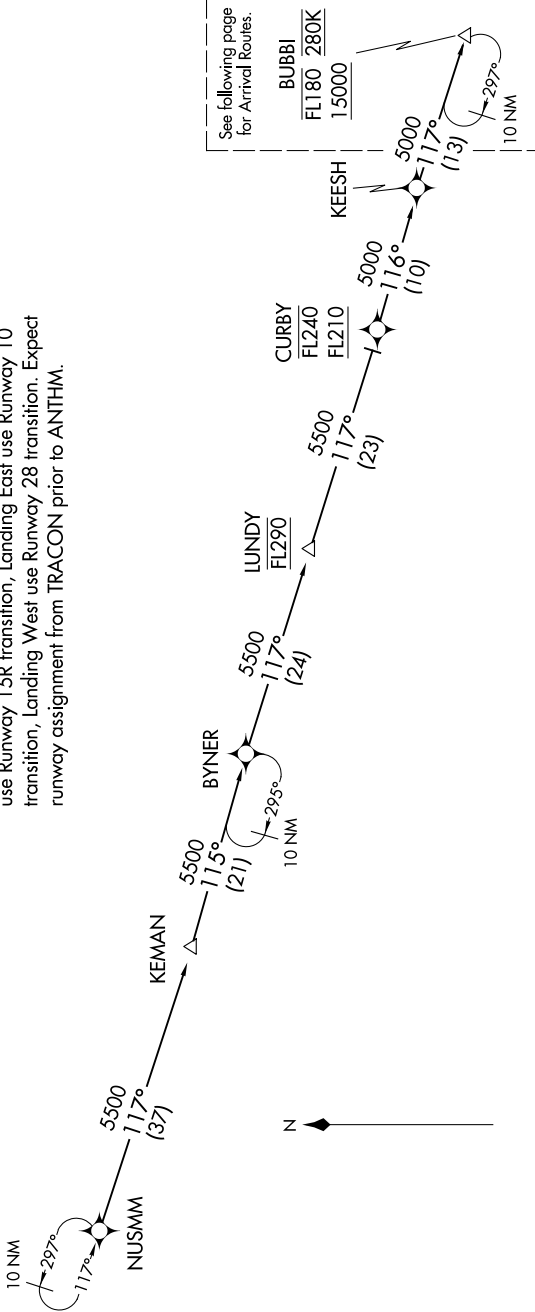 use Runway 15R transition, Landing East use Runway 10
transition, Landing West use Runway 28 transition. Expect
runway assignment from TRACON prior to ANTHM.
See following page
for Arrival Routes.
BUBBI
FL180 280K
15000
297°
10 NM
5000
117°
(13)
KEESH
5000
116°
(10)
CURBY
FL240
FL210
5500
117°
(23)
LUNDY
FL290
5500
117°
(24)
BYNER
295°
10 NM
5500
115°
(21)
KEMAN
5500
117°
(37)
N
NUSMM
10 NM
297°
117°